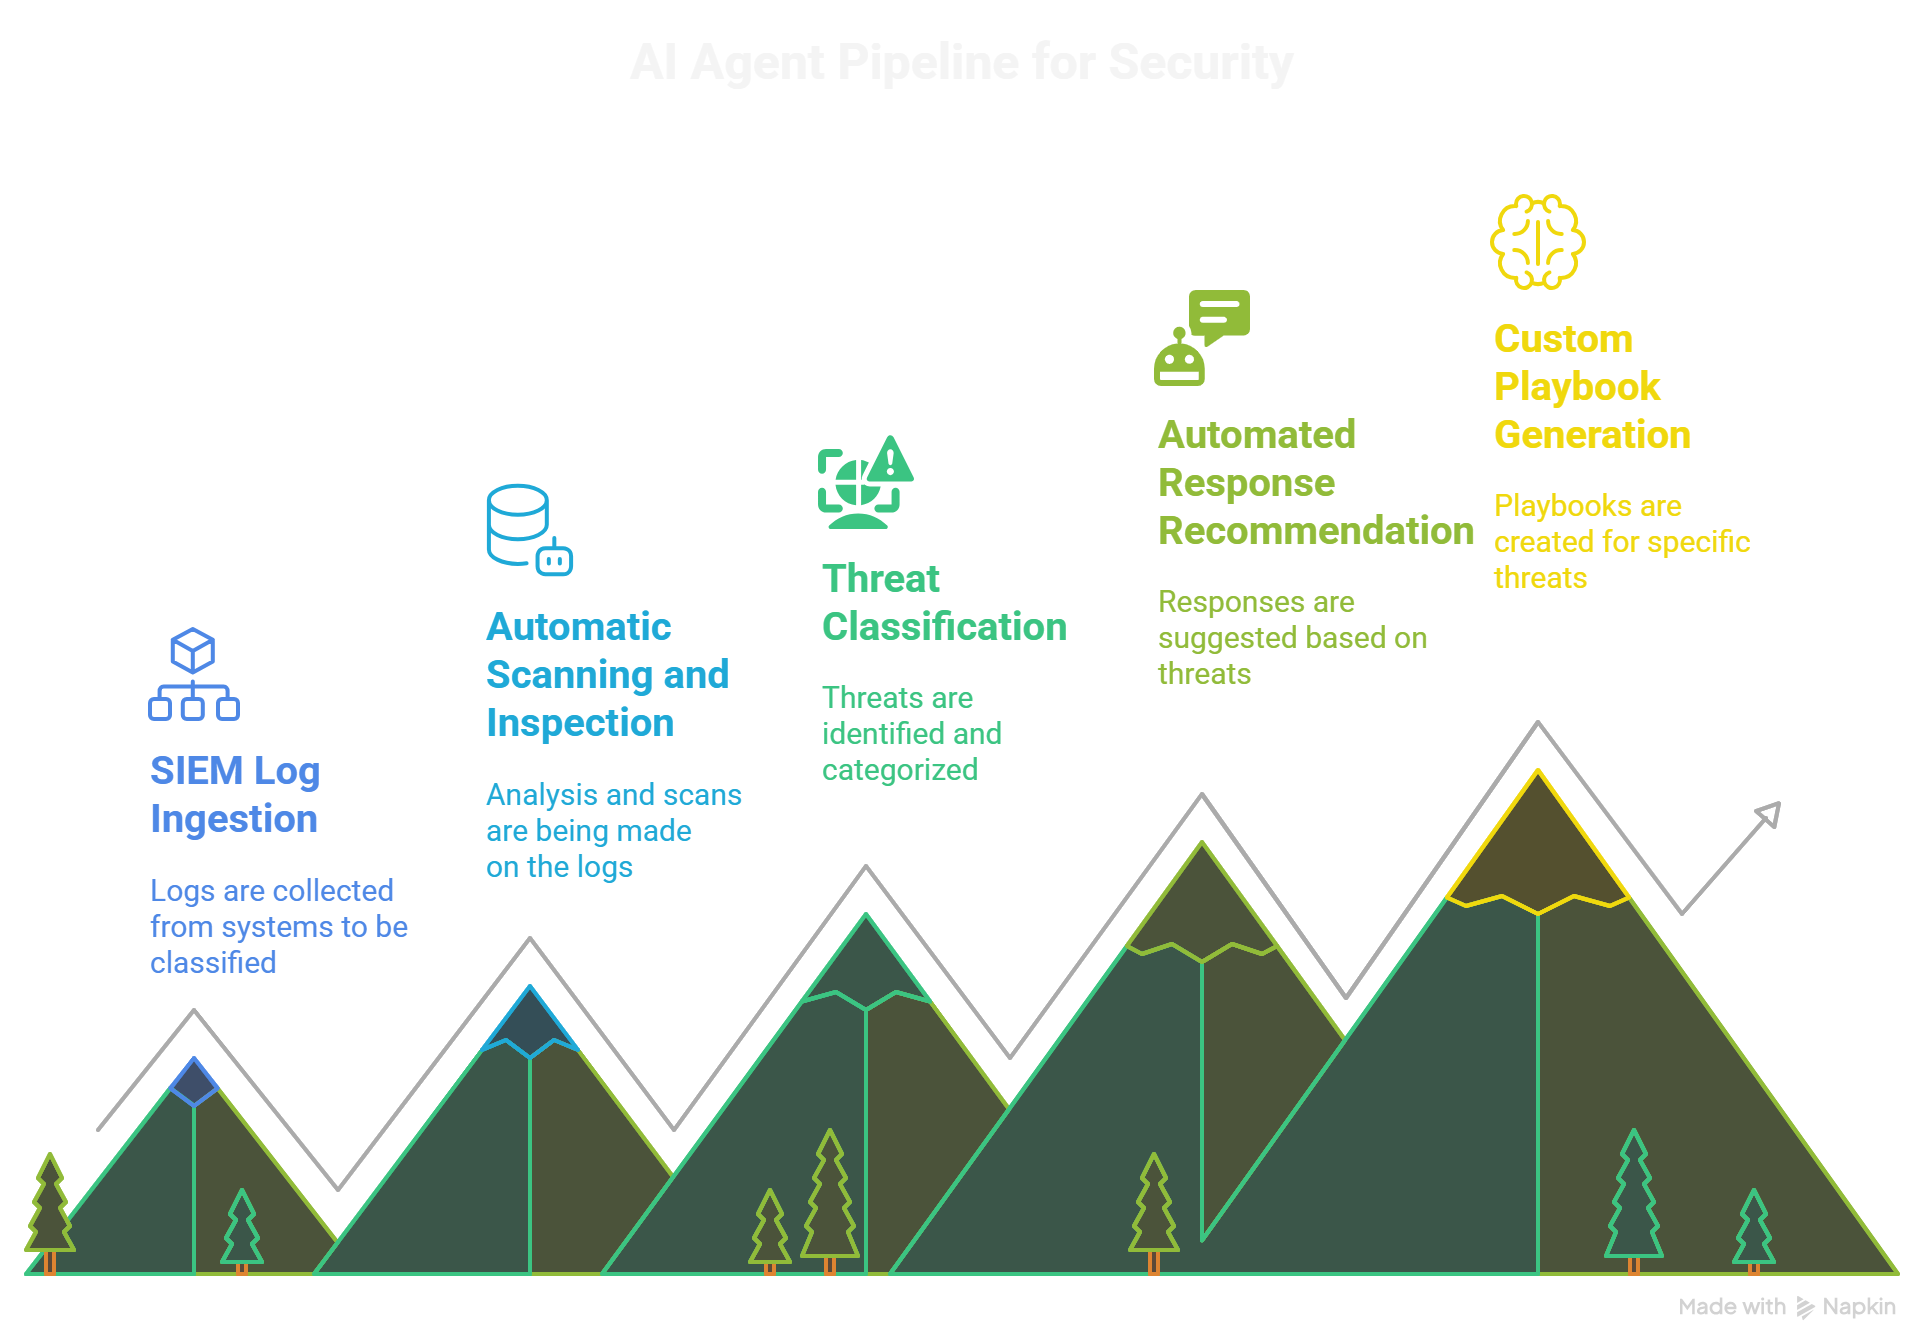 AI Agent Pipeline for Security
SIEM Log
Ingestion
Logs are collected
from systems to be
classified
Automatic
Scanning and
Inspection
Analysis and scans
are being made
on the logs
Threat
Classification
Threats are
identified and
categorized
Automated
Response
Recommendation
Responses are
suggested based on
threats
Custom
Playbook
Generation
Playbooks are
created for specific
threats
Made with Napkin